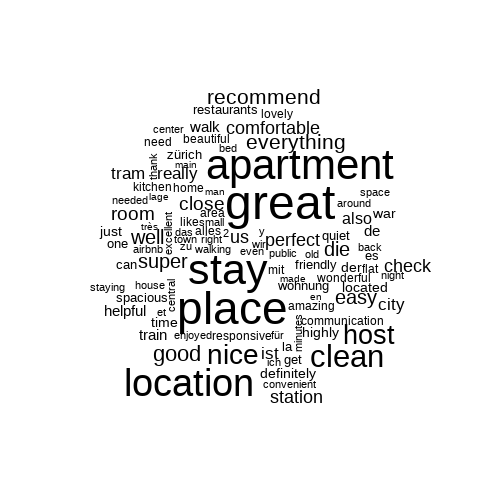 recommend
restaurants lovely
center walk comfortable
need beautiful everything
thank zürich bed
main apartment
tram really
kitchen home man space
needed lage close great around
room area also war
très excellent like small
just well das alles 2 us y perfect quiet de
one town right wir die back
airbnb zu walking even public old es
can super stay mit friendly der flat check
made wonderful night
staying house central wohnung located
spacious place en easy city
helpful et amazing
time minutes communication
train enjoyed responsive für highly host
good nice ist la clean
ich get
location definitely
convenient
station